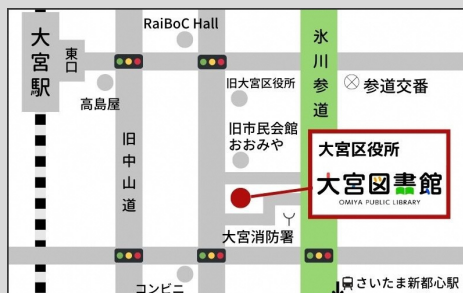 RaiBoC Hall
大宮駅
東口
高島屋
旧中山道
旧大宮区役所
旧市民会館
おおみや
氷川参道
参道交番
大宮区役所
大宮図書館
OMIYA PUBLIC LIBRARY
大宮消防署
コンビニ
さいたま新都心駅